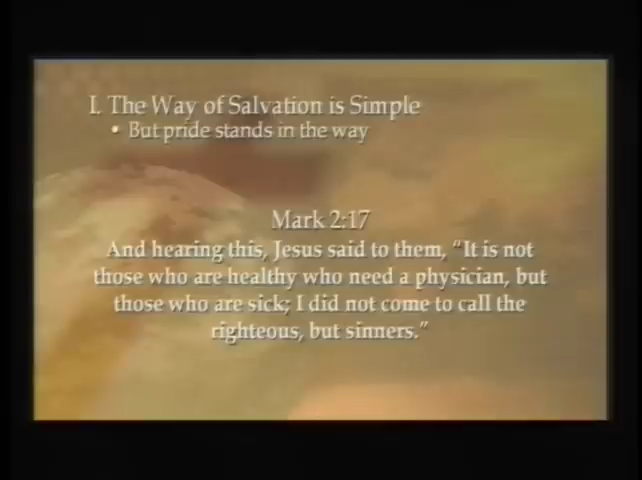 I. The Way of Salvation is Simple
• But pride stands in the way
Mark 2:17
And hearing this, Jesus said to them, “It is not
those who are healthy who need a physician, but
those who are sick; I did not come to call the
righteous, but sinners.”